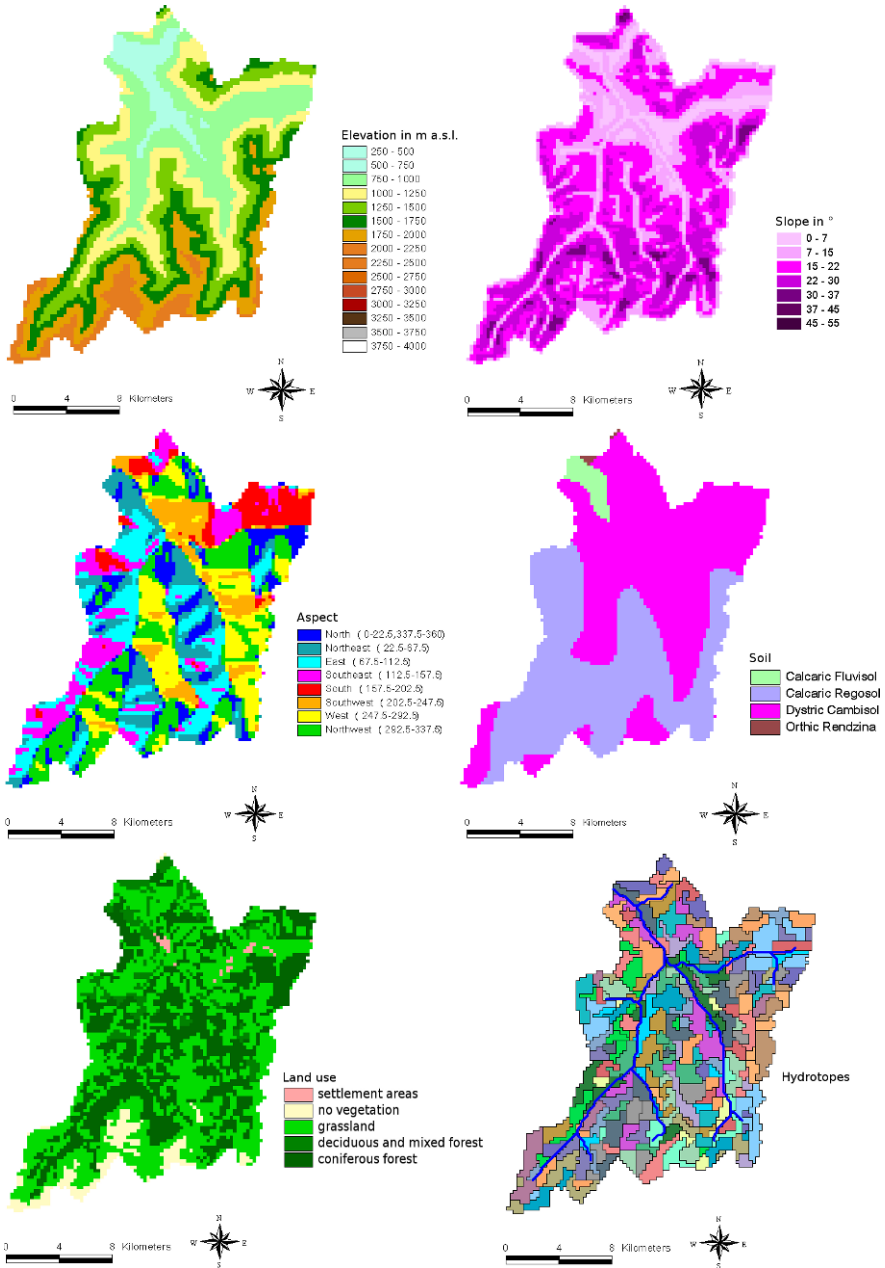 Elevation in m a.s.l.
250 - 500
500 - 750
750 - 1000
1000 - 1250
1250 - 1500
1500 - 1750
1750 - 2000
2000 - 2250
2250 - 2500
2500 - 2750
2750 - 3000
3000 - 3250
3250 - 3500
3500 - 3750
3750 - 4000
N
W E
S
0 4 8 Kilometers
Slope in °
0 - 7
7 - 15
15 - 22
22 - 30
30 - 37
37 - 45
45 - 55
N
W E
S
0 4 8 Kilometers
Aspect
North ( 0-22.5,337.5-360)
Northeast ( 22.5-67.5)
East ( 67.5-112.5)
Southeast ( 112.5-157.5)
South ( 157.5-202.5)
Southwest ( 202.5-247.5)
West ( 247.5-292.5)
Northwest ( 292.5-337.5)
N
W E
S
0 4 8 Kilometers
Soil
Calcaric Fluvisol
Calcaric Regosol
Dystric Cambisol
Orthic Rendzina
N
W E
S
0 4 8 Kilometers
Land use
settlement areas
no vegetation
grassland
deciduous and mixed forest
coniferous forest
N
W E
S
0 4 8 Kilometers
Hydrotopes
N
W E
S
0 4 8 Kilometers